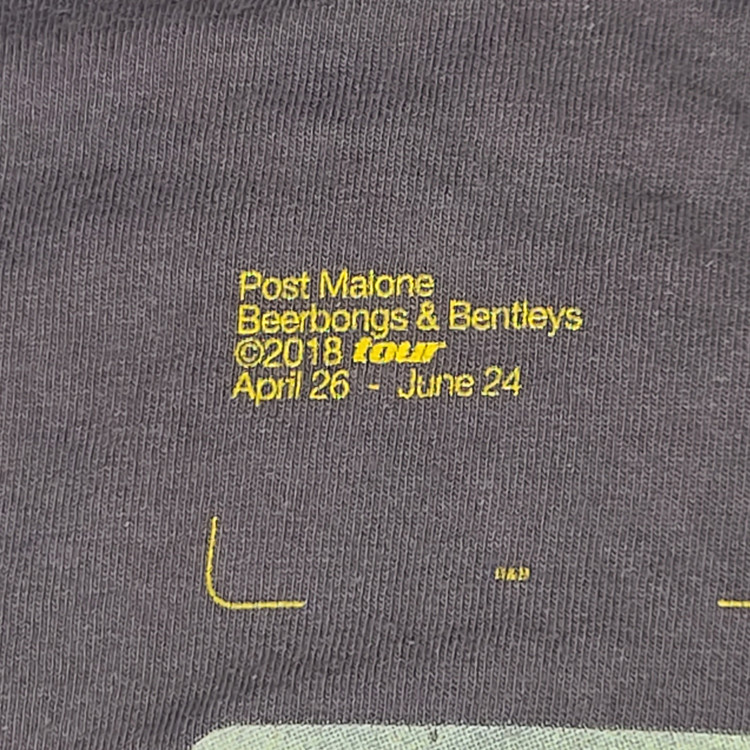 Post Malone
Beerbongs & Bentleys
©2018 tour
April 26 - June 24
B&B